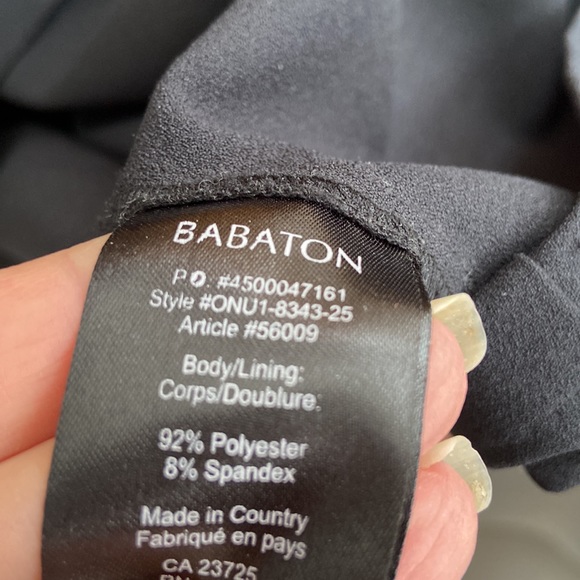 BABATON
P.O. #4500047161
Style #ONU1-8343-25
Article #56009
Body/Lining:
Corps/Doublure:
92% Polyester
8% Spandex
Made in Country
Fabriqué en pays
CA 23725